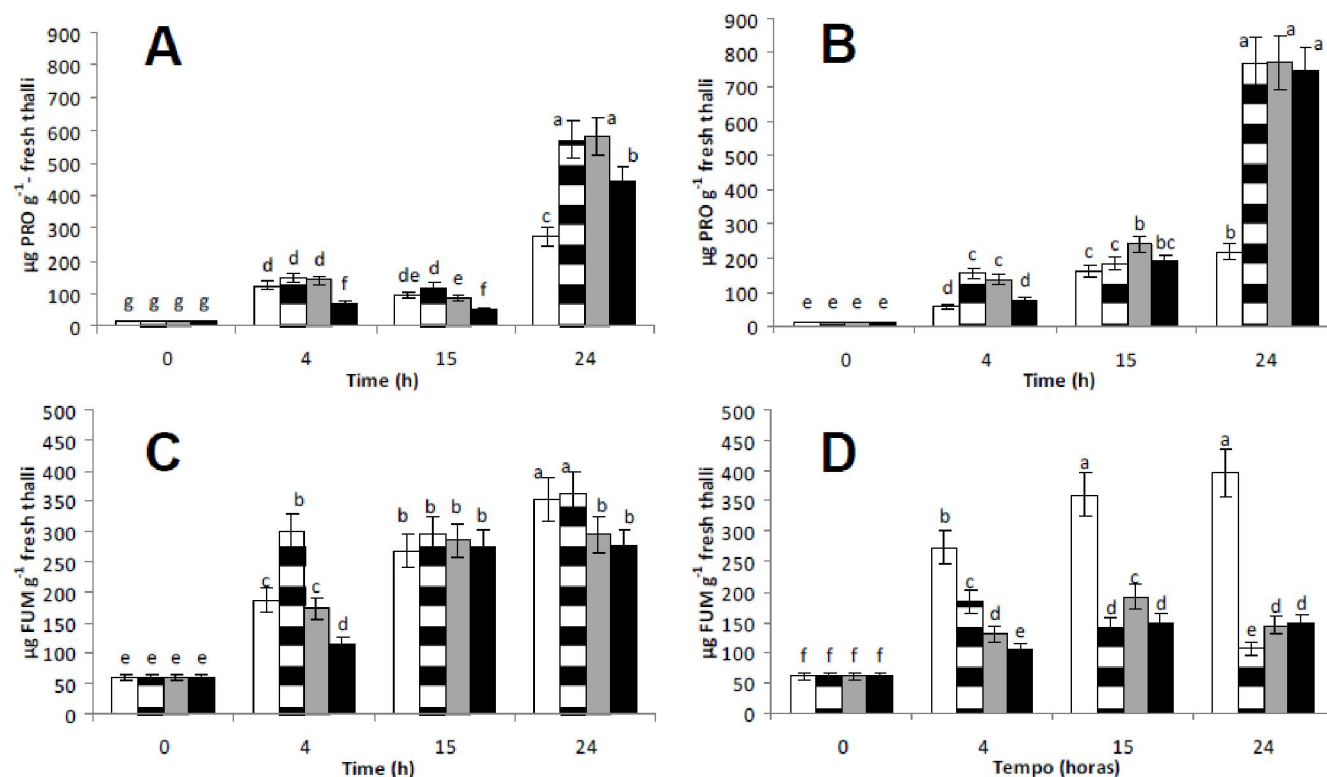 A
µg PRO g⁻¹- fresh thalli
900
800
700
600
500
400
300
200
100
0
g g g g
d d d f
de d e f
c a a b
0 4 15 24
Time (h)
B
µg PRO g⁻¹ fresh thalli
900
800
700
600
500
400
300
200
100
0
e e e e
d c c d
c c b bc
b a a a
0 4 15 24
Time (h)
C
µg FUM g⁻¹ fresh thalli
500
450
400
350
300
250
200
150
100
50
0
e e e e
c b c d
b b b b
a a b b
0 4 15 24
Time (h)
D
µg FUM g⁻¹ fresh thalli
500
450
400
350
300
250
200
150
100
50
0
f f f f
b c d e
a d c d
a e d d
0 4 15 24
Tempo (horas)